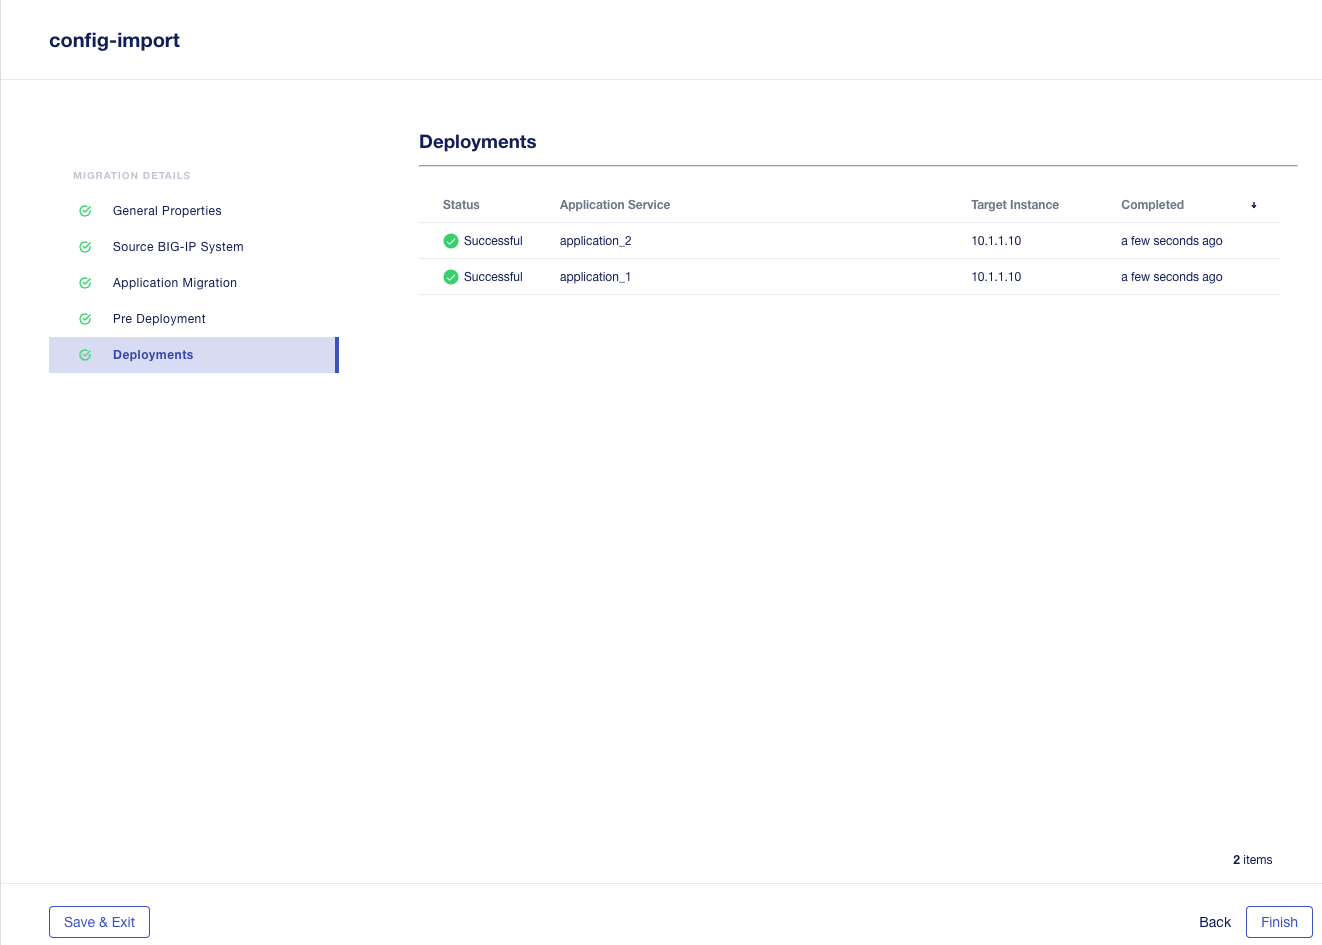 config-import
MIGRATION DETAILS
General Properties
Source BIG-IP System
Application Migration
Pre Deployment
Deployments
Deployments
Status Application Service Target Instance Completed
Successful application_2 10.1.1.10 a few seconds ago
Successful application_1 10.1.1.10 a few seconds ago
2 items
Save & Exit Back Finish